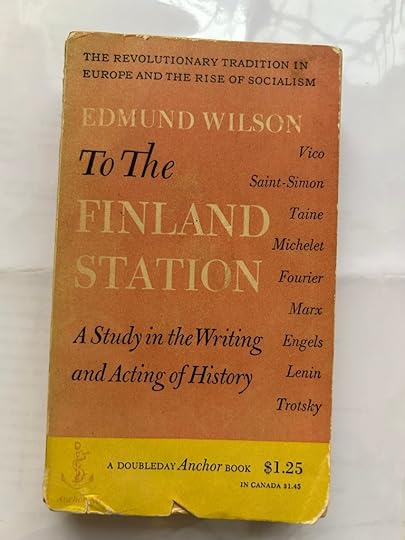 THE REVOLUTIONARY TRADITION IN
EUROPE AND THE RISE OF SOCIALISM
EDMUND WILSON
To The
FINLAND
STATION
A Study in the Writing
and Acting of History
Vico
Saint-Simon
Taine
Michelet
Fourier
Marx
Engels
Lenin
Trotsky
A DOUBLEDAY Anchor BOOK $1.25
IN CANADA $1.45
Anchor